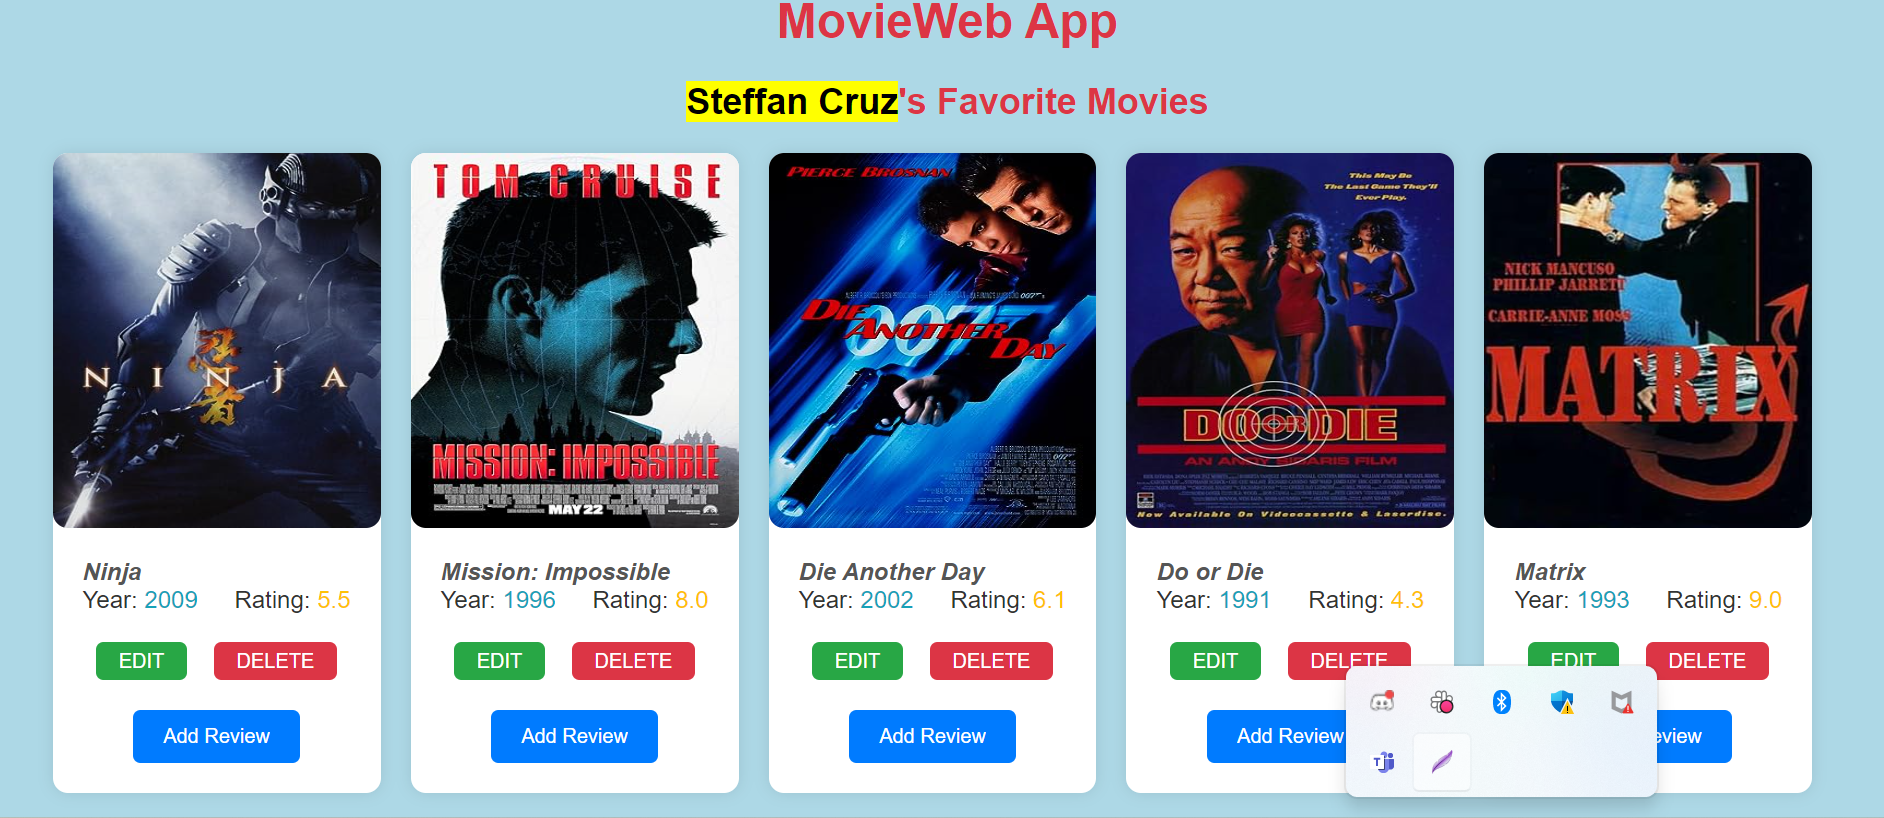 MovieWeb App
Steffan Cruz's Favorite Movies
NINJA
忍者
Ninja
Year: 2009 Rating: 5.5
EDIT DELETE
Add Review
TOM CRUISE
MISSION: IMPOSSIBLE
MAY 22
Mission: Impossible
Year: 1996 Rating: 8.0
EDIT DELETE
Add Review
PIERCE BROSNAN
007
DIE ANOTHER DAY
Die Another Day
Year: 2002 Rating: 6.1
EDIT DELETE
Add Review
This May Be
The Last Game They'll
Ever Play.
DO OR DIE
AN ANDY SIDARIS FILM
Now Available On Videocassette & Laserdisc.
Do or Die
Year: 1991 Rating: 4.3
EDIT DELETE
Add Review
NICK MANCUSO
PHILLIP JARRETT
CARRIE-ANNE MOSS
MATRIX
Matrix
Year: 1993 Rating: 9.0
EDIT DELETE
eview